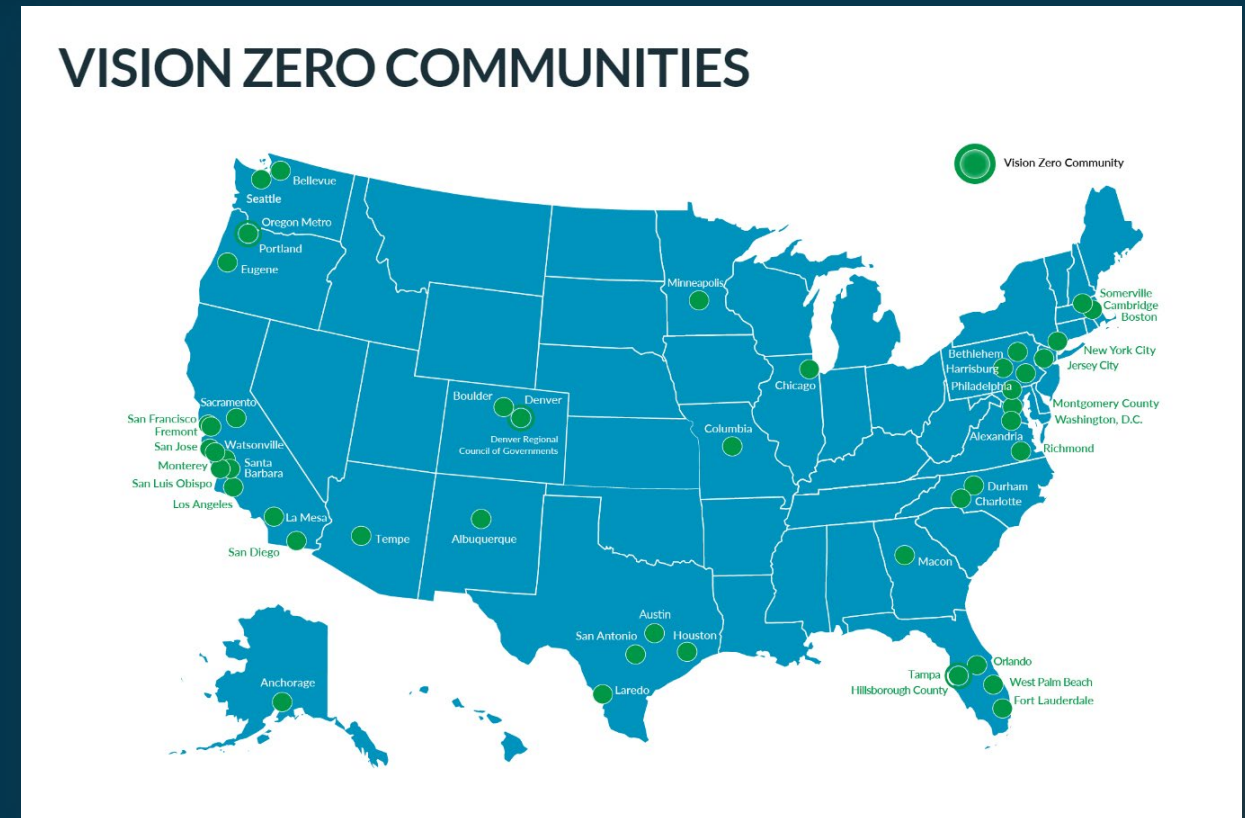 VISION ZERO COMMUNITIES
Vision Zero Community
Bellevue
Seattle
Oregon Metro
Portland
Eugene
Minneapolis
Somerville
Cambridge
Boston
New York City
Jersey City
Bethlehem
Harrisburg
Philadelphia
Montgomery County
Washington, D.C.
Alexandria
Richmond
Chicago
Boulder
Denver
Denver Regional
Council of Governments
Columbia
Sacramento
San Francisco
Fremont
San Jose
Watsonville
Monterey
Santa
Barbara
San Luis Obispo
Los Angeles
La Mesa
San Diego
Tempe
Albuquerque
Durham
Charlotte
Macon
Austin
San Antonio
Houston
Laredo
Orlando
Tampa
Hillsborough County
West Palm Beach
Fort Lauderdale
Anchorage